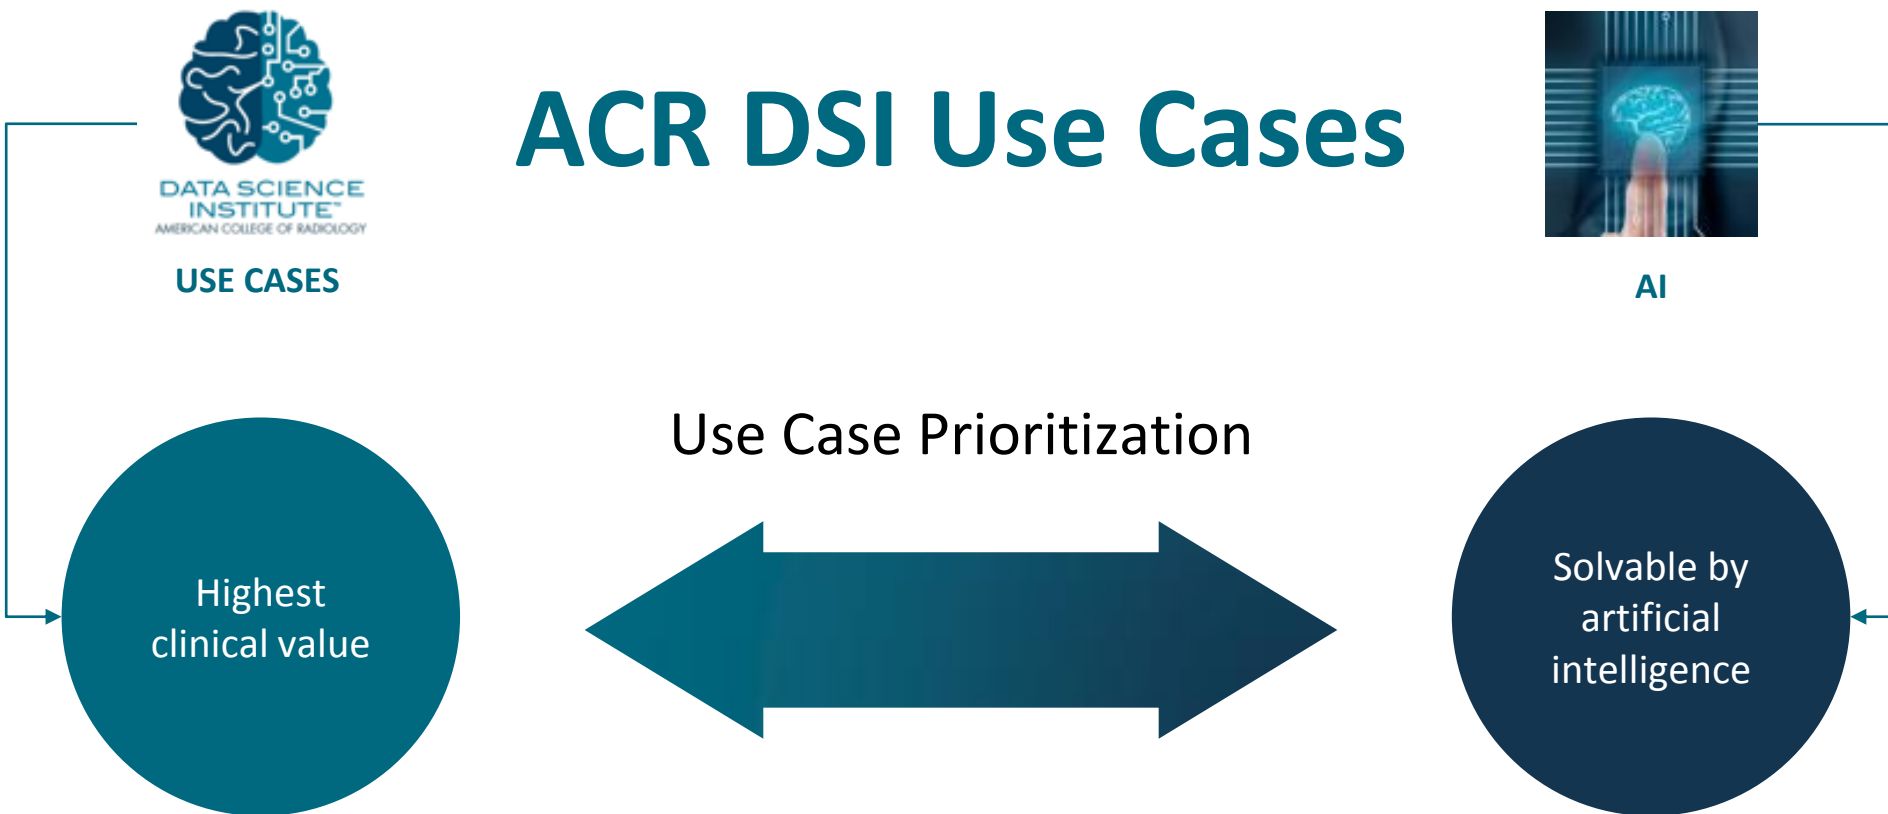 ACR DSI Use Cases
DATA SCIENCE
INSTITUTE™
AMERICAN COLLEGE OF RADIOLOGY
USE CASES
AI
Use Case Prioritization
Highest
clinical value
Solvable by
artificial
intelligence